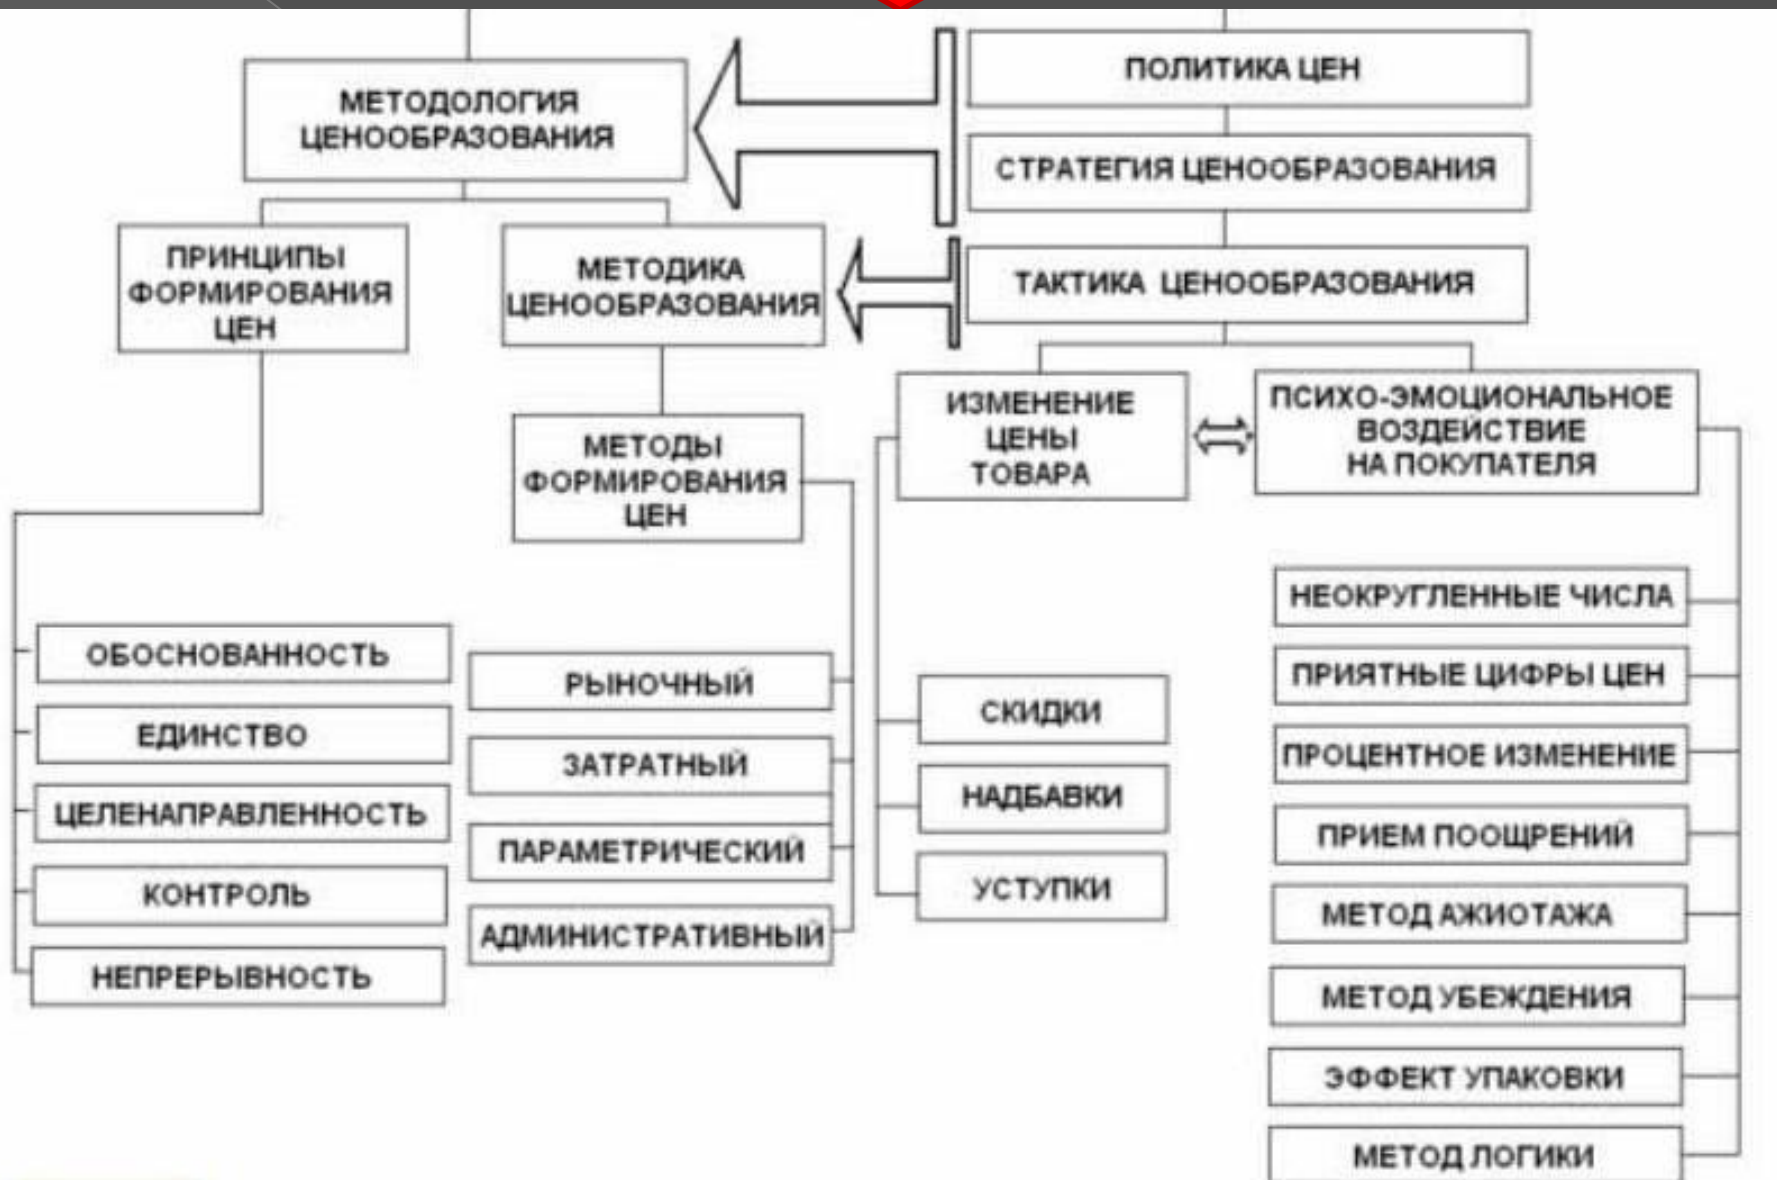 МЕТОДОЛОГИЯ
ЦЕНООБРАЗОВАНИЯ
ПРИНЦИПЫ
ФОРМИРОВАНИЯ
ЦЕН
МЕТОДИКА
ЦЕНООБРАЗОВАНИЯ
МЕТОДЫ
ФОРМИРОВАНИЯ
ЦЕН
ОБОСНОВАННОСТЬ
ЕДИНСТВО
ЦЕЛЕНАПРАВЛЕННОСТЬ
КОНТРОЛЬ
НЕПРЕРЫВНОСТЬ
РЫНОЧНЫЙ
ЗАТРАТНЫЙ
ПАРАМЕТРИЧЕСКИЙ
АДМИНИСТРАТИВНЫЙ
ПОЛИТИКА ЦЕН
СТРАТЕГИЯ ЦЕНООБРАЗОВАНИЯ
ТАКТИКА ЦЕНООБРАЗОВАНИЯ
ИЗМЕНЕНИЕ
ЦЕНЫ
ТОВАРА
СКИДКИ
НАДБАВКИ
УСТУПКИ
ПСИХО-ЭМОЦИОНАЛЬНОЕ
ВОЗДЕЙСТВИЕ
НА ПОКУПАТЕЛЯ
НЕОКРУГЛЕННЫЕ ЧИСЛА
ПРИЯТНЫЕ ЦИФРЫ ЦЕН
ПРОЦЕНТНОЕ ИЗМЕНЕНИЕ
ПРИЕМ ПООЩРЕНИЙ
МЕТОД АЖИОТАЖА
МЕТОД УБЕЖДЕНИЯ
ЭФФЕКТ УПАКОВКИ
МЕТОД ЛОГИКИ